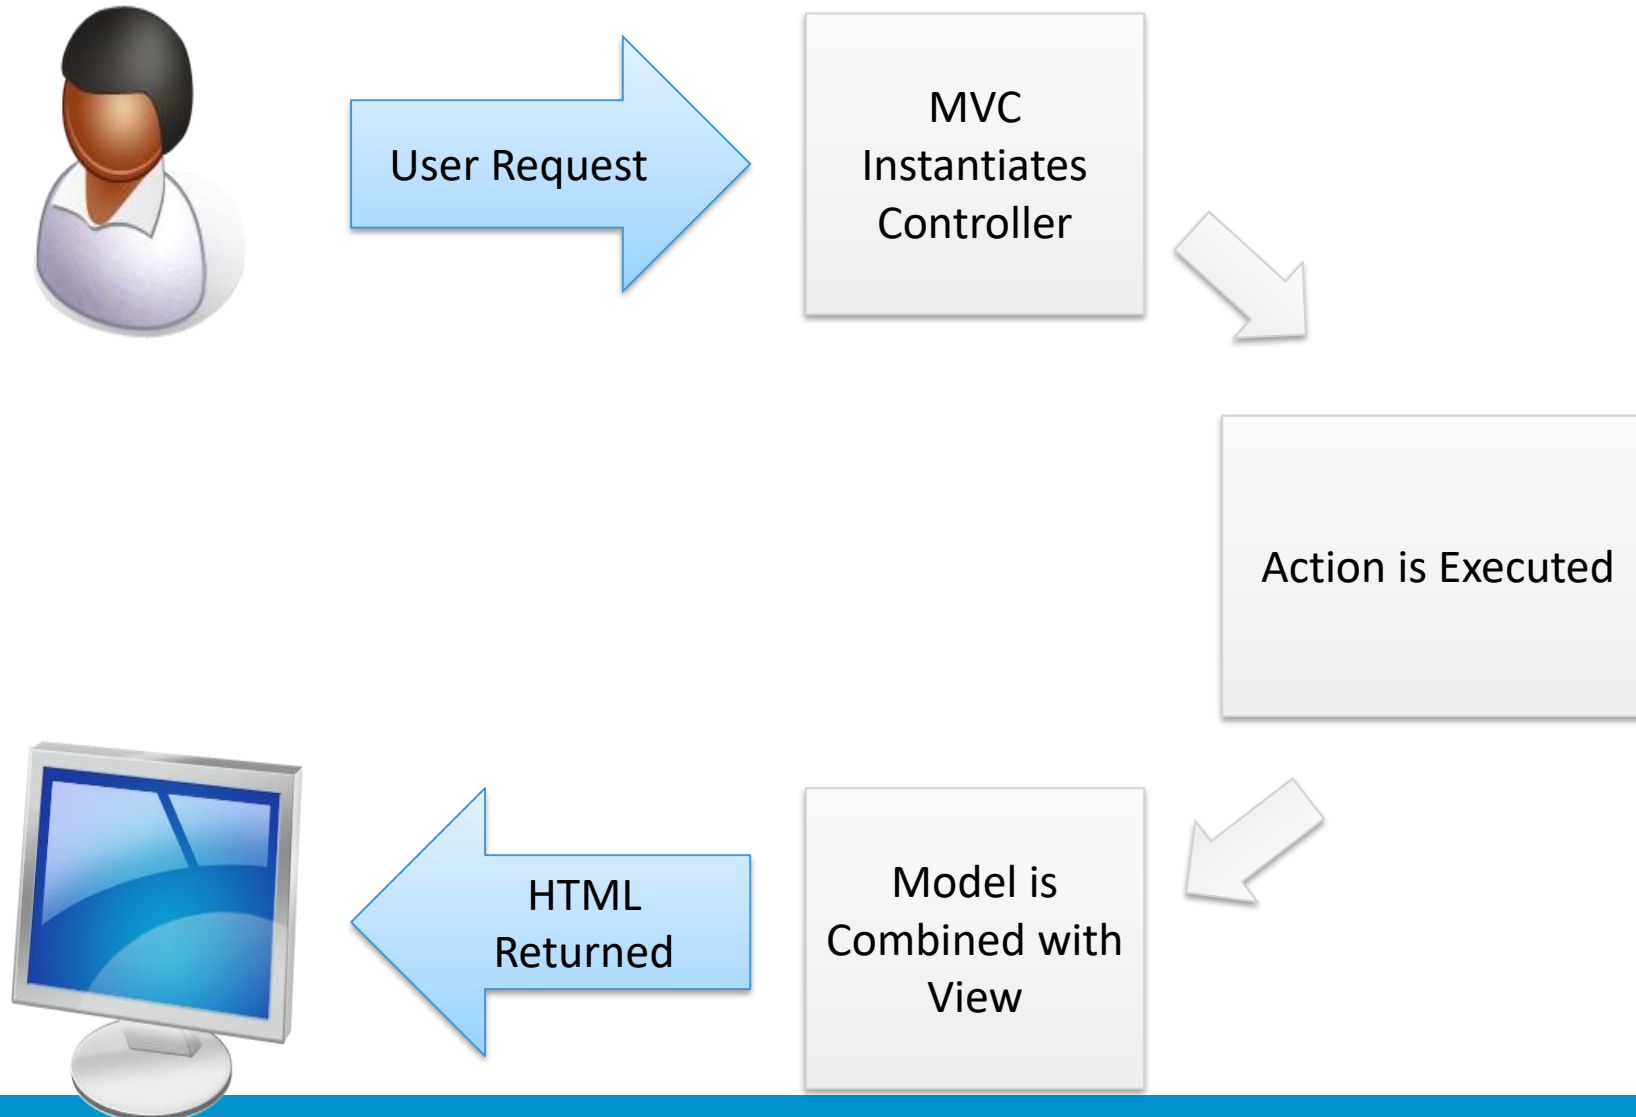 User Request
MVC
Instantiates
Controller
Action is Executed
Model is
Combined with
View
HTML
Returned